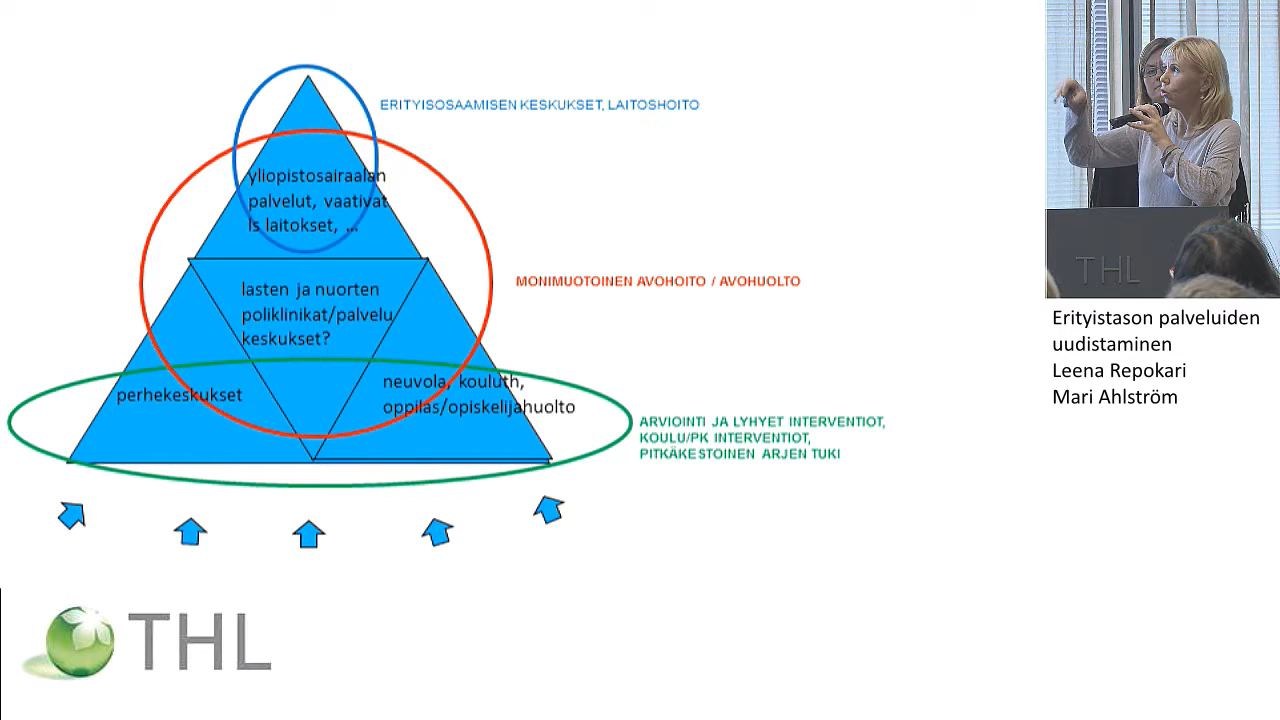 ERITYISOSAAMISEN KESKUKSET, LAITOSHOITO
yliopistosairaalan
palvelut, vaativat
ls laitokset, ...
MONIMUOTOINEN AVOHOITO / AVOHUOLTO
lasten ja nuorten
poliklinikat/palvelu
keskukset?
perhekeskukset
neuvola, kouluth,
oppilas/opiskelijahuolto
ARVIOINTI JA LYHYET INTERVENTIOT,
KOULU/PK INTERVENTIOT,
PITKÄKESTOINEN ARJEN TUKI
THL
THL
Erityistason palveluiden
uudistaminen
Leena Repokari
Mari Ahlström